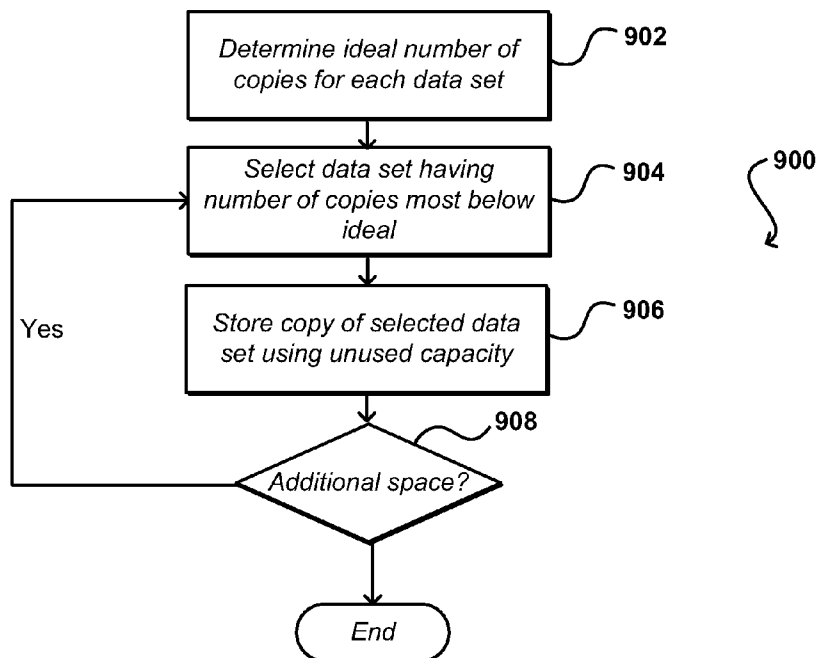 Determine ideal number of
copies for each data set
902
Select data set having
number of copies most below
ideal
904
900
Store copy of selected data
set using unused capacity
906
Yes
908
Additional space?
End